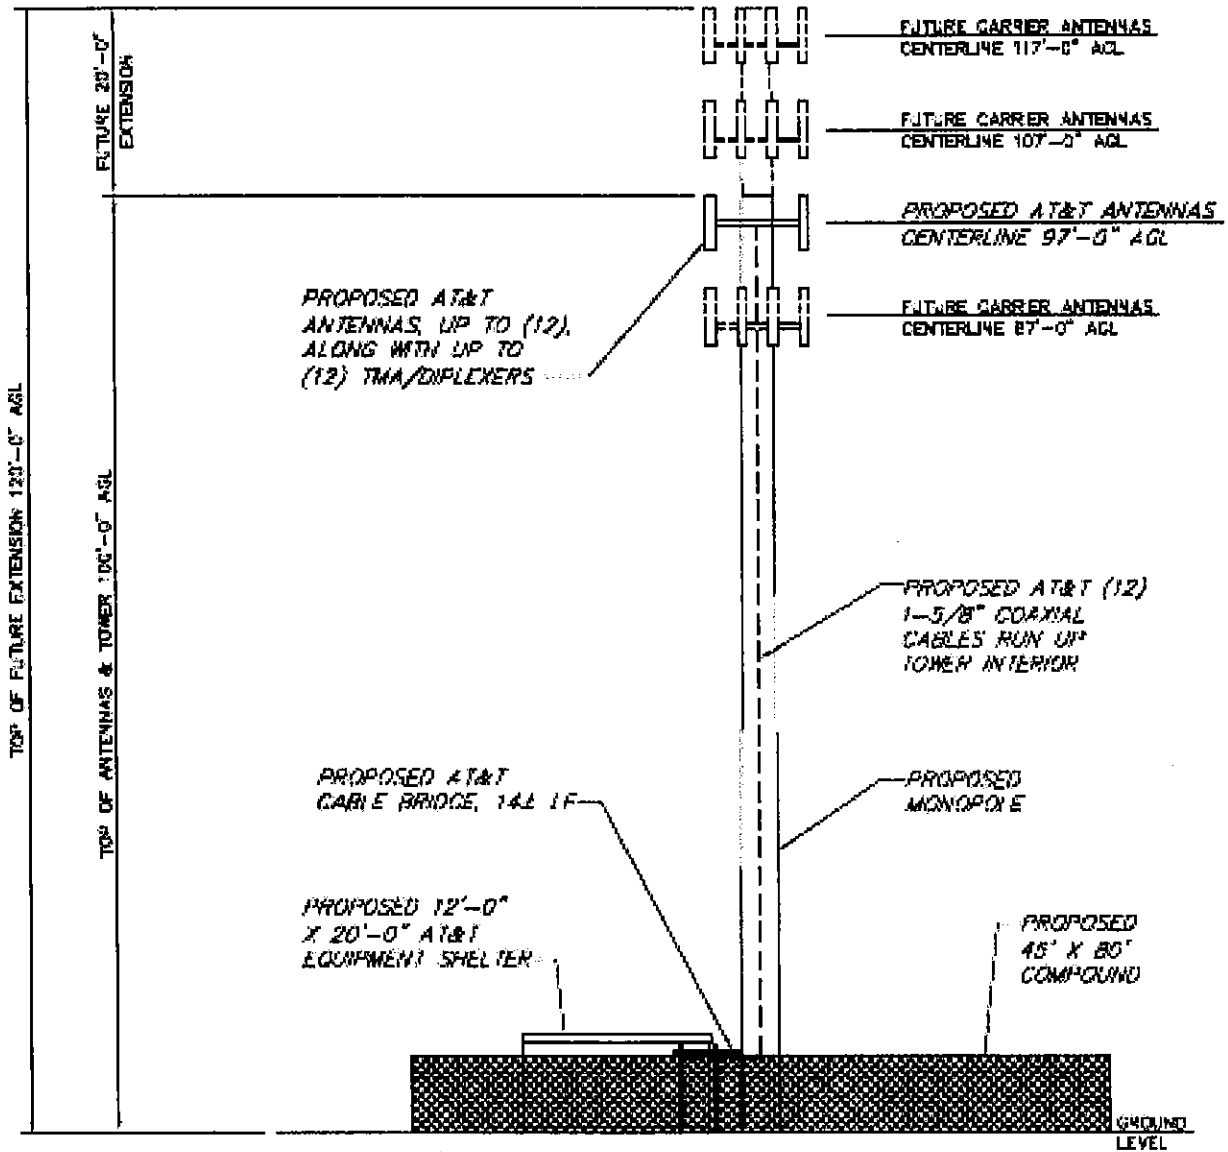 FUTURE CARRIER ANTENNAS
CENTERLINE 117'-0" AGL
FUTURE 20'-0"
EXTENSION
FUTURE CARRIER ANTENNAS
CENTERLINE 107'-0" AGL
PROPOSED AT&T ANTENNAS
CENTERLINE 97'-0" AGL
PROPOSED AT&T
ANTENNAS, UP TO (12),
ALONG WITH UP TO
(12) TMA/DIPLEXERS
FUTURE CARRIER ANTENNAS
CENTERLINE 87'-0" AGL
TOP OF FUTURE EXTENSION 120'-0" AGL
TOP OF ANTENNAS & TOWER 100'-0" AGL
PROPOSED AT&T (12)
1-5/8" COAXIAL
CABLES RUN UP
TOWER INTERIOR
PROPOSED AT&T
CABLE BRIDGE, 14± LF
PROPOSED
MONOPOLE
PROPOSED 12'-0"
X 20'-0" AT&T
EQUIPMENT SHELTER
PROPOSED
45' X 80'
COMPOUND
GROUND
LEVEL